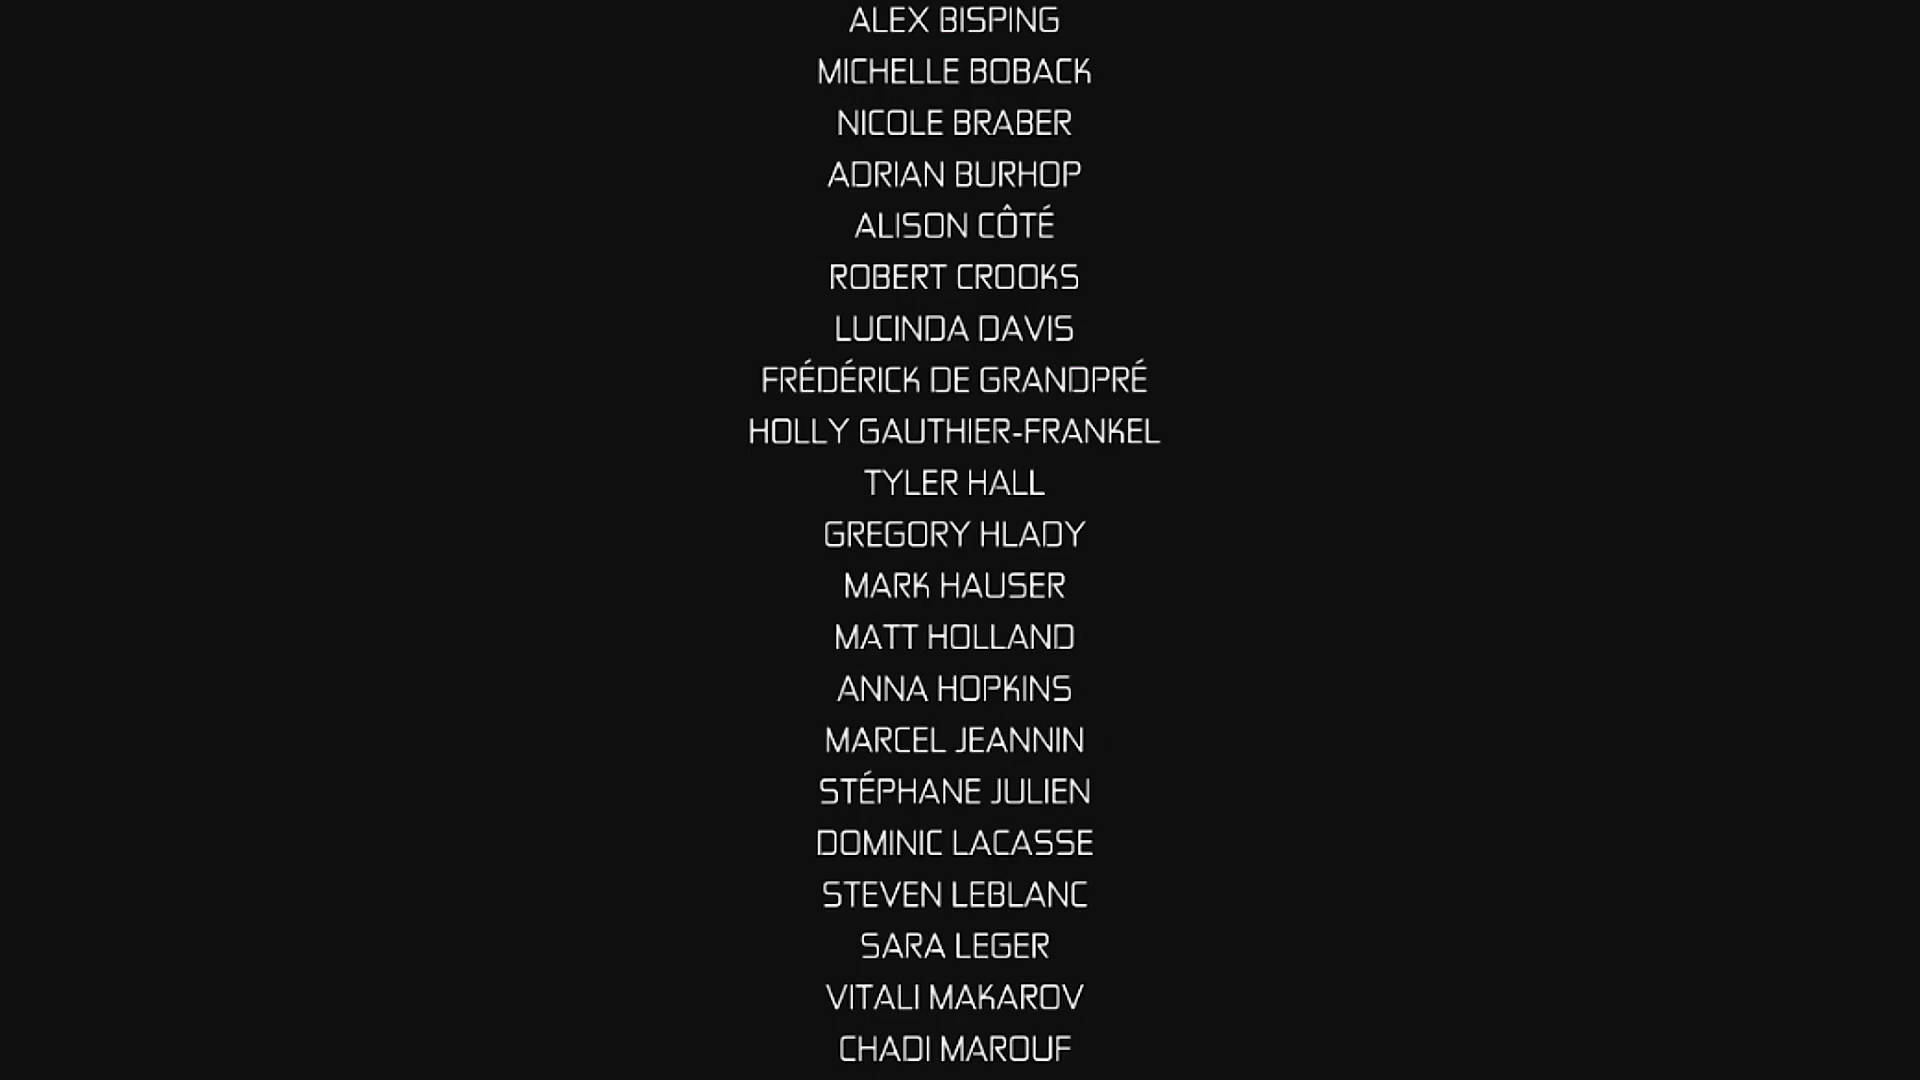 ALEX BISPING
MICHELLE BOBACK
NICOLE BRABER
ADRIAN BURHOP
ALISON CÔTÉ
ROBERT CROOKS
LUCINDA DAVIS
FRÉDÉRICK DE GRANDPRÉ
HOLLY GAUTHIER-FRANKEL
TYLER HALL
GREGORY HLADY
MARK HAUSER
MATT HOLLAND
ANNA HOPKINS
MARCEL JEANNIN
STÉPHANE JULIEN
DOMINIC LACASSE
STEVEN LEBLANC
SARA LEGER
VITALI MAKAROV
CHADI MAROUF